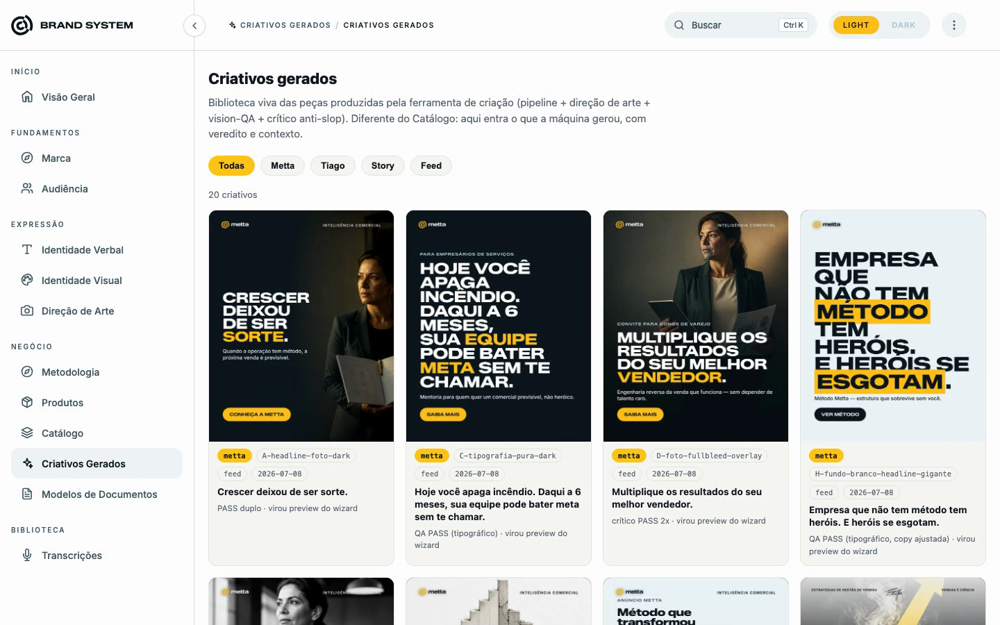 BRAND SYSTEM
CRIATIVOS GERADOS / CRIATIVOS GERADOS
Buscar
Ctrl K
LIGHT
DARK
INÍCIO
Visão Geral
FUNDAMENTOS
Marca
Audiência
EXPRESSÃO
Identidade Verbal
Identidade Visual
Direção de Arte
NEGÓCIO
Metodologia
Produtos
Catálogo
Criativos Gerados
Modelos de Documentos
BIBLIOTECA
Transcrições
Criativos gerados
Biblioteca viva das peças produzidas pela ferramenta de criação (pipeline + direção de arte +
vision-QA + crítico anti-slop). Diferente do Catálogo: aqui entra o que a máquina gerou, com
veredito e contexto.
Todas
Metta
Tiago
Story
Feed
20 criativos
metta
INTELIGÊNCIA COMERCIAL
CRESCER
DEIXOU
DE SER
SORTE.
Quando a operação tem método, a
próxima venda é previsível.
CONHEÇA A METTA
metta
A-headline-foto-dark
feed
2026-07-08
Crescer deixou de ser sorte.
PASS duplo · virou preview do wizard
metta
PARA EMPRESÁRIOS DE SERVIÇOS
HOJE VOCÊ
APAGA
INCÊNDIO.
DAQUI A 6
MESES,
SUA EQUIPE
PODE BATER
META SEM TE
CHAMAR.
Mentoria para quem quer um comercial previsível, não heróico.
SAIBA MAIS
metta
C-tipografia-pura-dark
feed
2026-07-08
Hoje você apaga incêndio. Daqui a 6
meses, sua equipe pode bater meta
sem te chamar.
QA PASS (tipográfico) · virou preview do
wizard
metta
INTELIGÊNCIA COMERCIAL
CONVITE PARA DONOS DE VAREJO
MULTIPLIQUE OS
RESULTADOS
DO SEU MELHOR
VENDEDOR.
Engenharia reversa da venda que funciona — sem depender de
talento raro.
SAIBA MAIS
metta
D-foto-fullbleed-overlay
feed
2026-07-08
Multiplique os resultados do seu
melhor vendedor.
crítico PASS 2x · virou preview do wizard
metta
EMPRESA
QUE
NÃO TEM
MÉTODO
TEM
HERÓIS.
E HERÓIS SE
ESGOTAM.
Método Metta — estrutura que sobrevive sem você.
VER MÉTODO
metta
H-fundo-branco-headline-gigante
feed
2026-07-08
Empresa que não tem método tem
heróis. E heróis se esgotam.
QA PASS (tipográfico, copy ajustada) · virou
preview do wizard
metta
INTELIGÊNCIA COMERCIAL
metta
INTELIGÊNCIA COMERCIAL
metta
INTELIGÊNCIA COMERCIAL
ANÚNCIO METTA
Método que
transformou
ESTRATÉGIAS DE GESTÃO DE VENDAS
VENDAS É CIÊNCIA